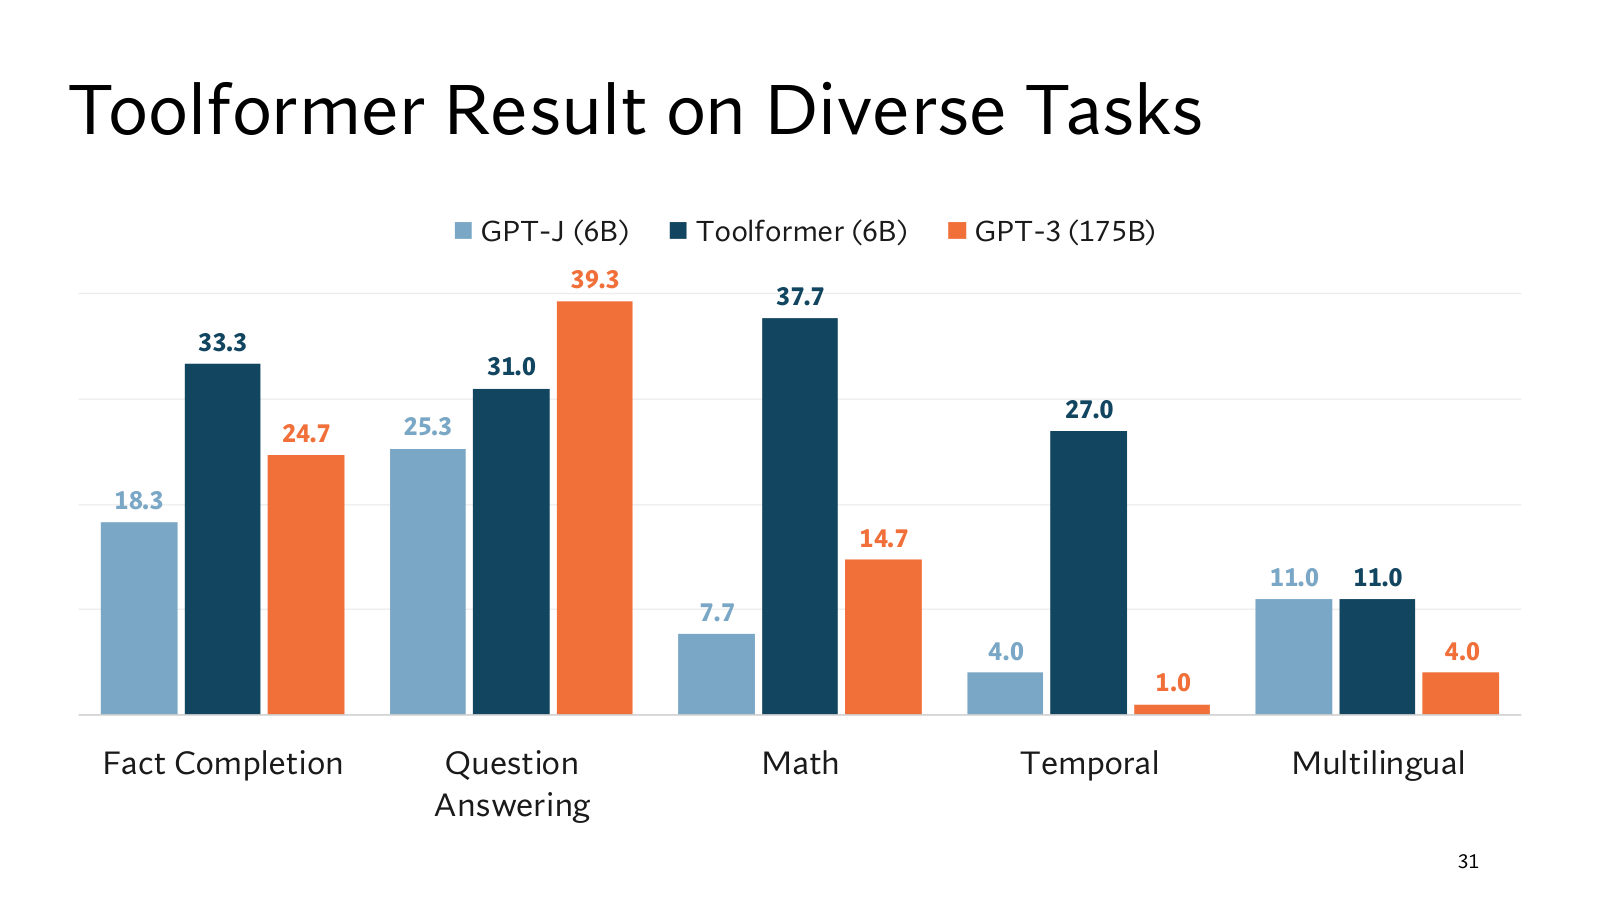 Toolformer Result on Diverse Tasks
GPT-J (6B) Toolformer (6B) GPT-3 (175B)
18.3 33.3 24.7
25.3 31.0 39.3
7.7 37.7 14.7
4.0 27.0 1.0
11.0 11.0 4.0
Fact Completion
Question
Answering
Math
Temporal
Multilingual
31